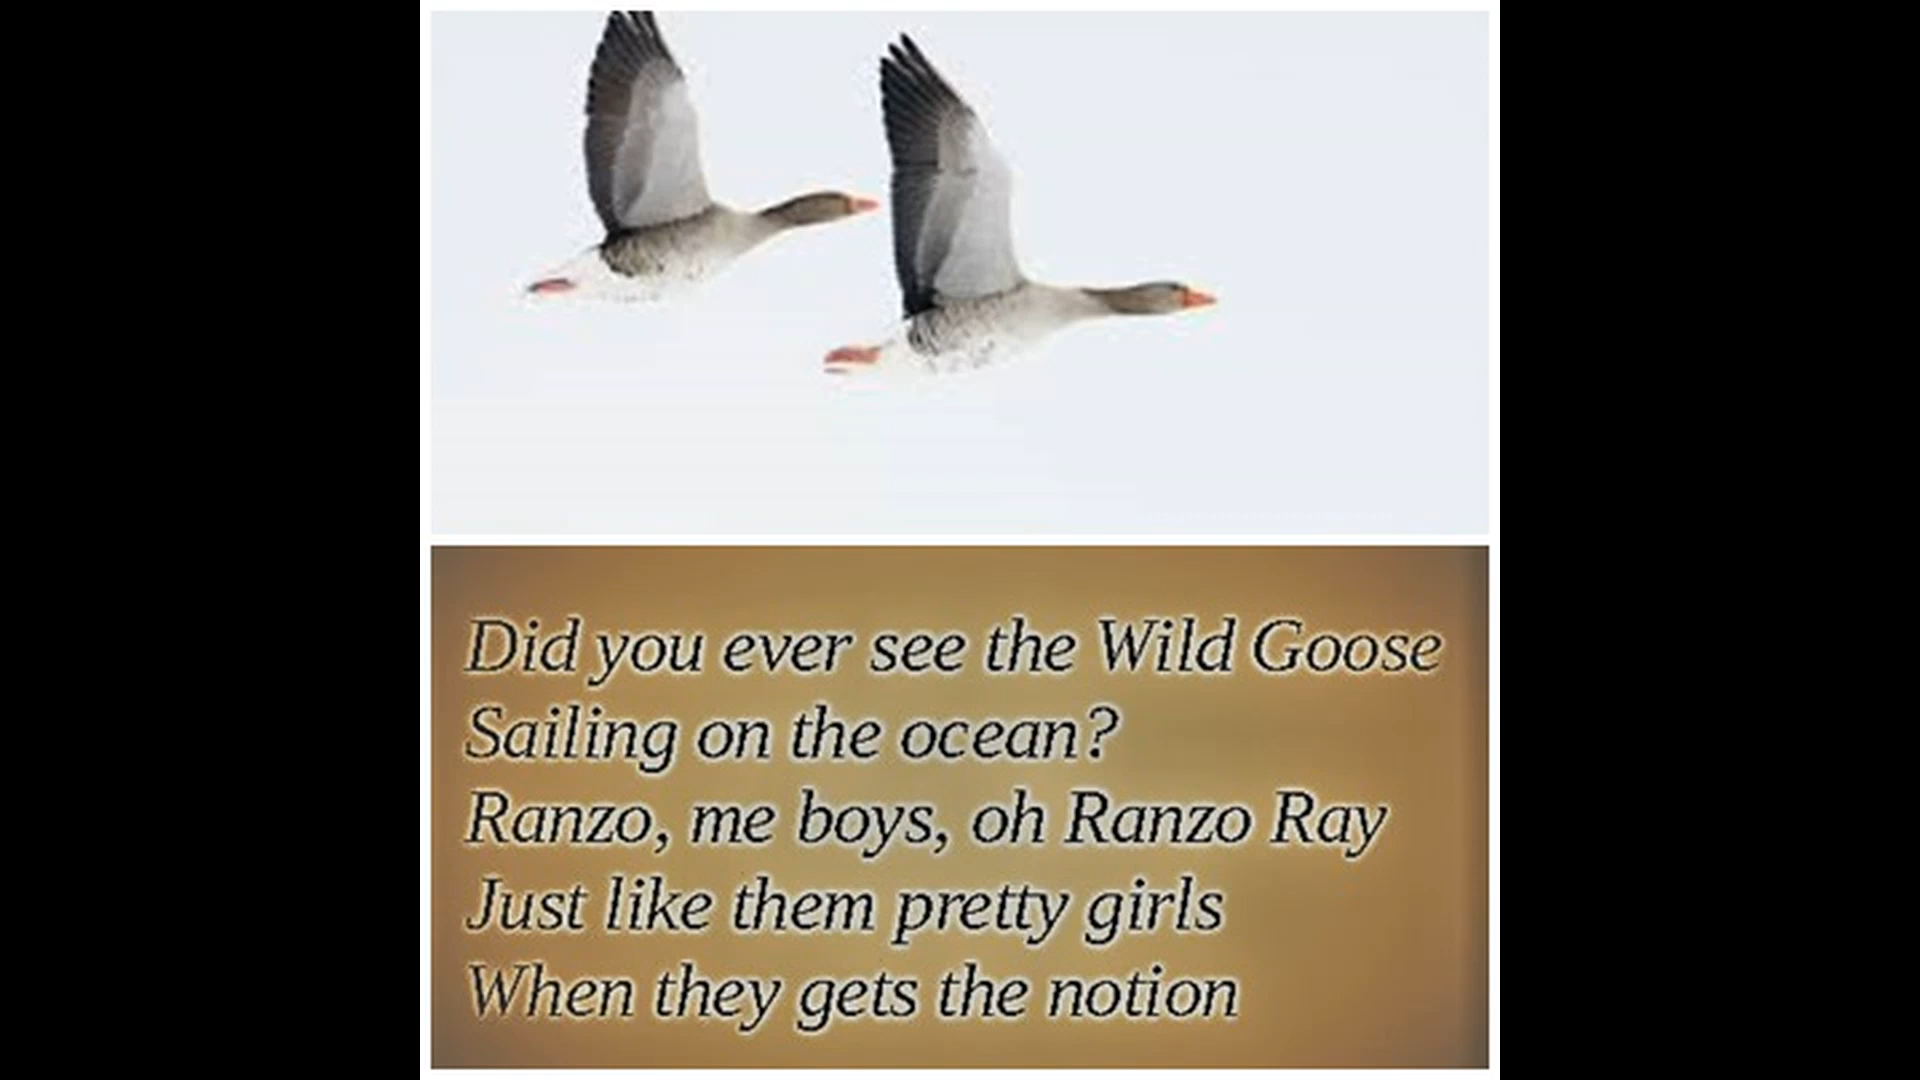 Did you ever see the Wild Goose
Sailing on the ocean?
Ranzo, me boys, oh Ranzo Ray
Just like them pretty girls
When they gets the notion